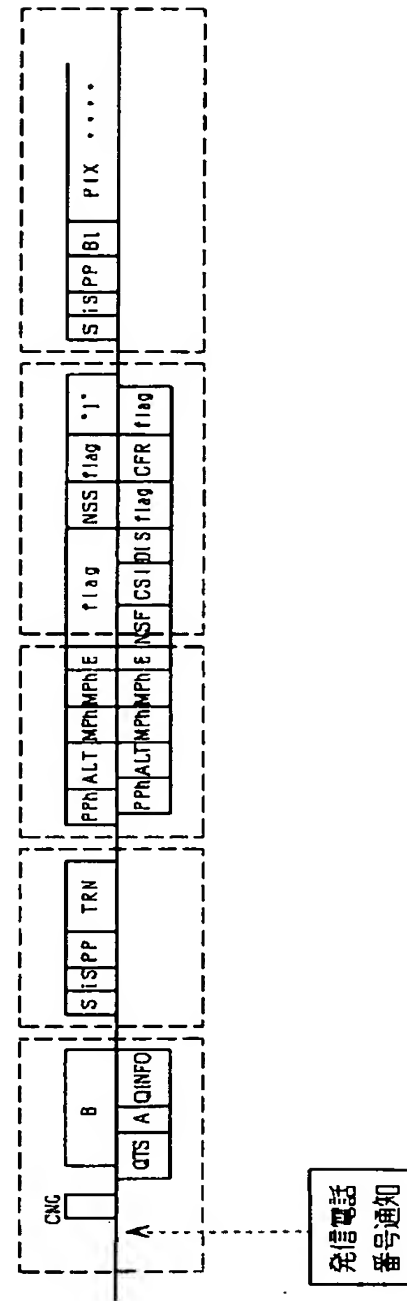 CNG
B
QTS A QINFO
S iS PP TRN
PPh ALT MPh MPh E
PPh ALT MPh MPh E
flag NSS flag "1"
NSF CSI DIS flag CFR flag
S iS PP B1 PIX ・・・・
発信電話
番号通知